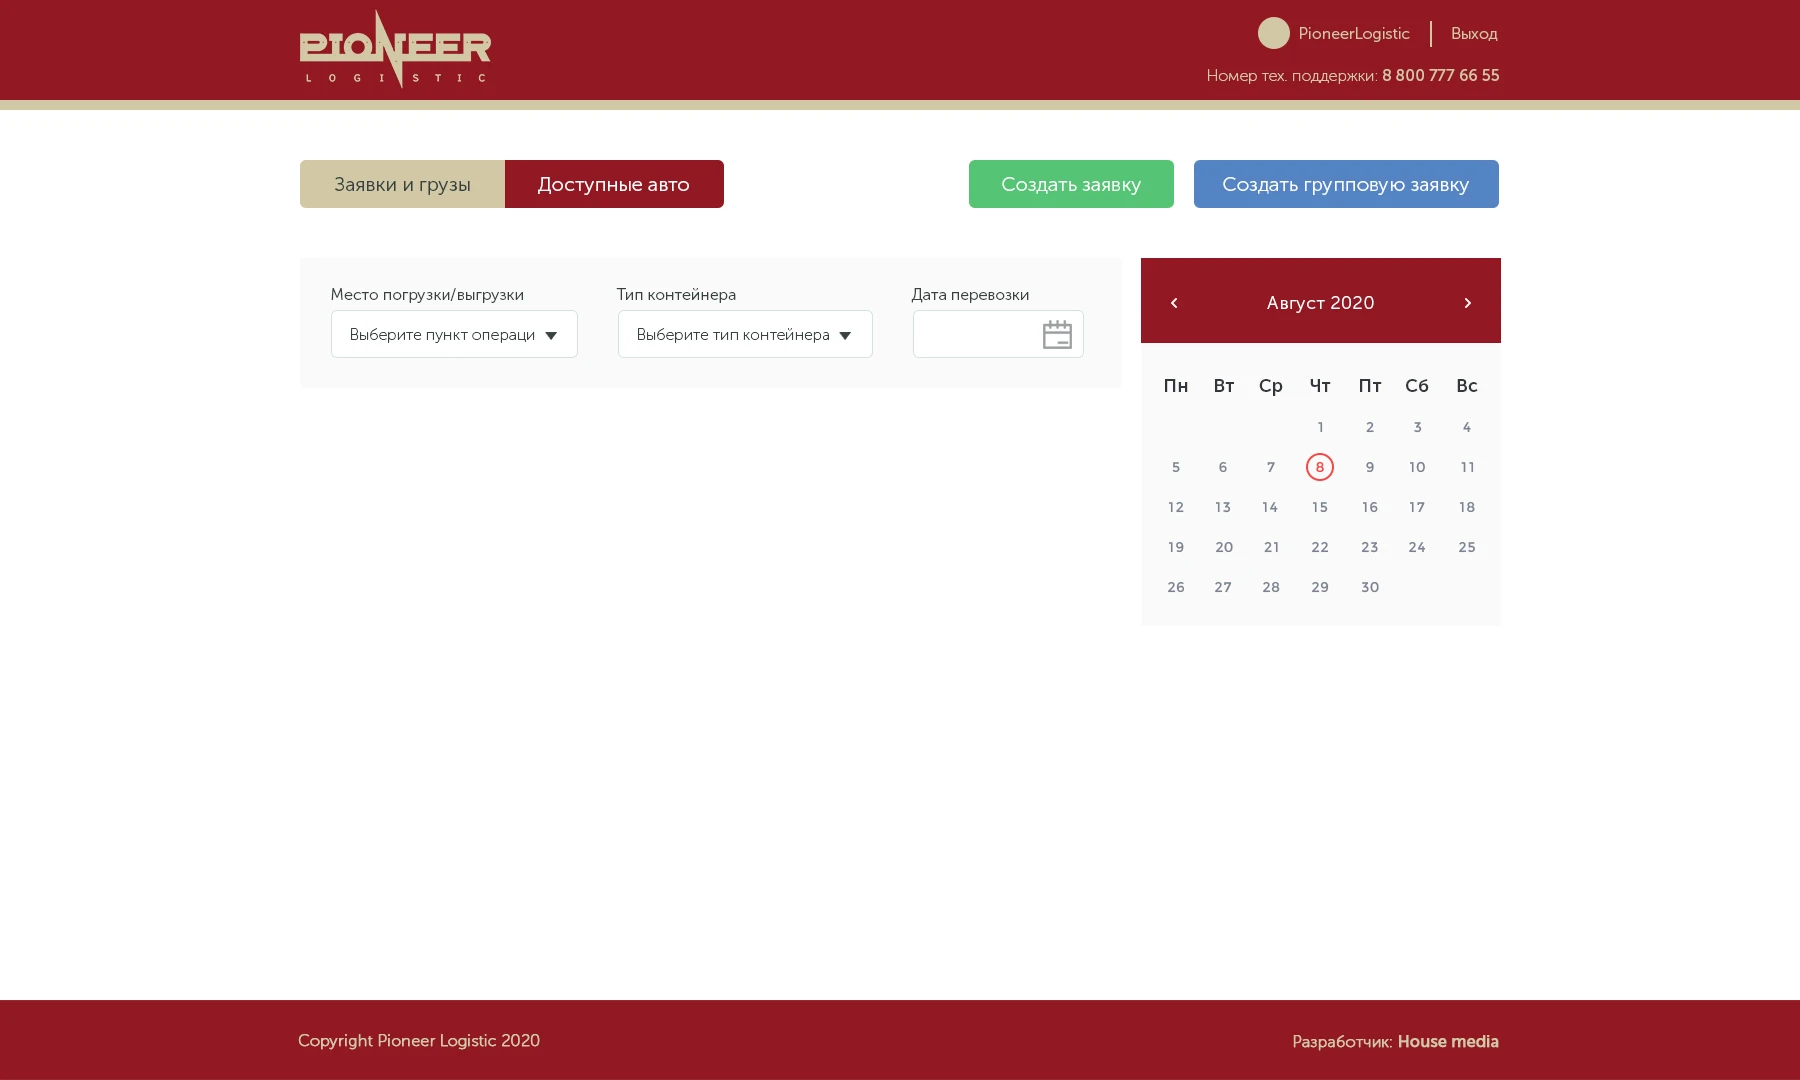 PIONEER
LOGISTIC
PioneerLogistic
Выход
Номер тех. поддержки: 8 800 777 66 55
Заявки и грузы
Доступные авто
Создать заявку
Создать групповую заявку
Место погрузки/выгрузки
Тип контейнера
Дата перевозки
Выберите пункт операци
Выберите тип контейнера
Август 2020
Пн Вт Ср Чт Пт Сб Вс
1 2 3 4
5 6 7 8 9 10 11
12 13 14 15 16 17 18
19 20 21 22 23 24 25
26 27 28 29 30
Copyright Pioneer Logistic 2020
Разработчик: House media